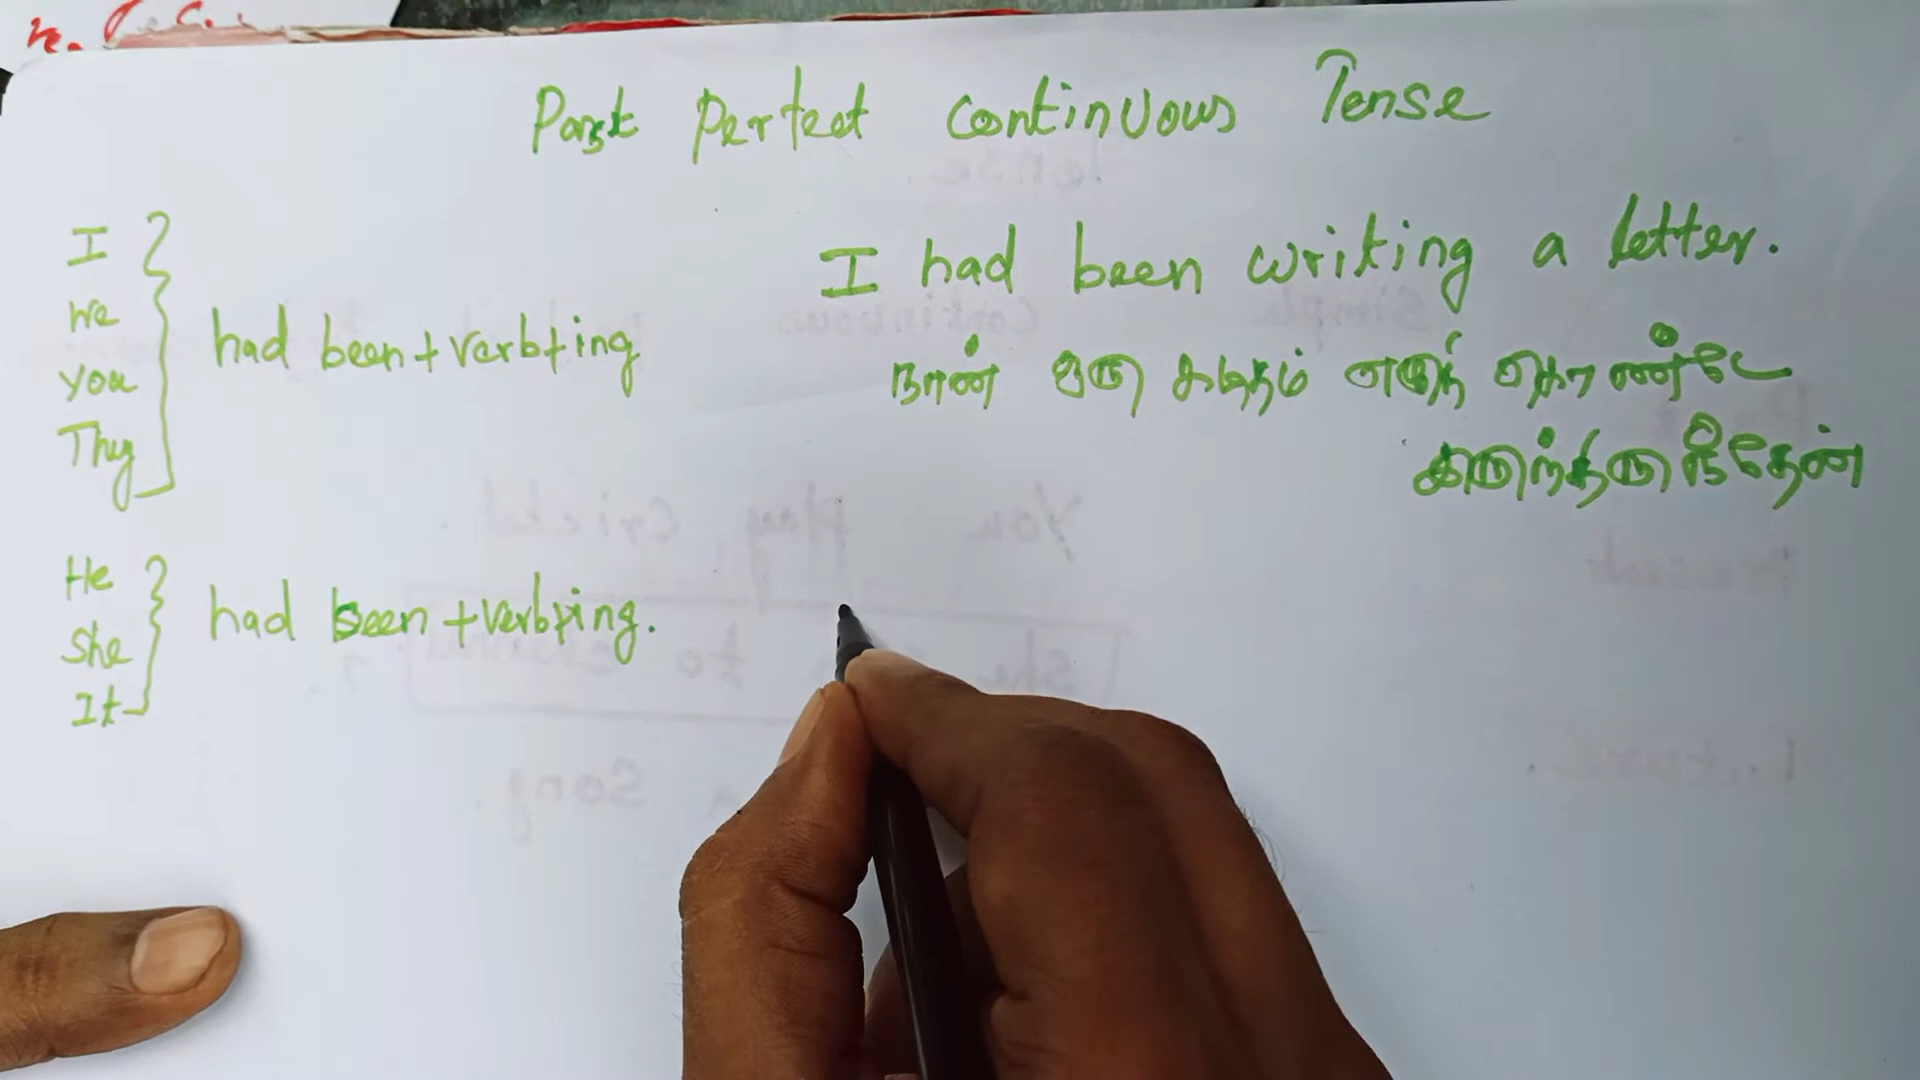 Past Perfect continuous Tense
I
We
You
Thy
had been+verb+ing
I had been writing a letter.
நான் ஒரு கடிதம் எழுதி கொண்டே
இருந்திருந்தேன்
He
She
It
had been +verb+ing.